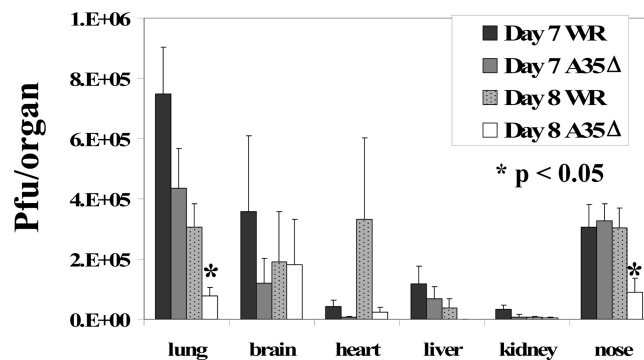 1.E+06
8.E+05
6.E+05
4.E+05
2.E+05
0.E+00
Pfu/organ
Day 7 WR
Day 7 A35Δ
Day 8 WR
Day 8 A35Δ
* p < 0.05
*
*
lung brain heart liver kidney nose